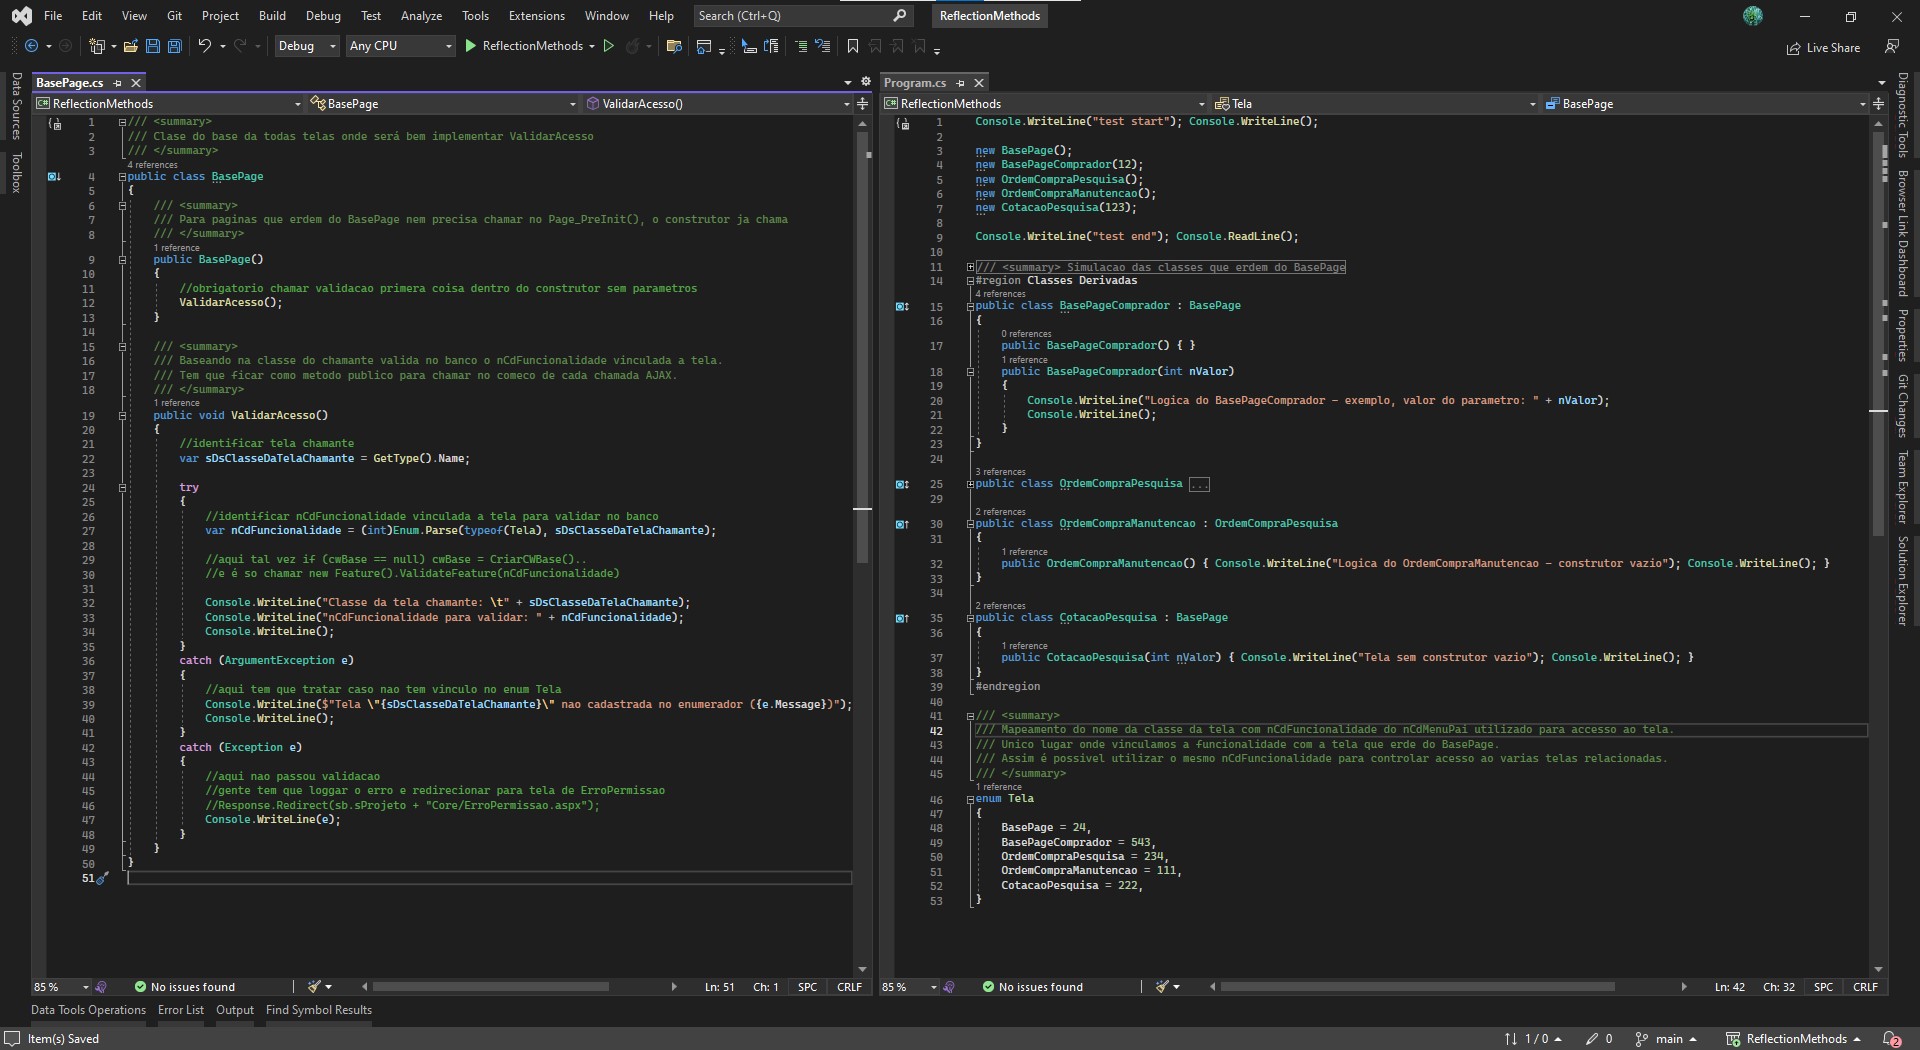 File Edit View Git Project Build Debug Test Analyze Tools Extensions Window Help Search (Ctrl+Q) ReflectionMethods
Debug Any CPU ReflectionMethods Live Share
Data Sources
Toolbox
BasePage.cs
ReflectionMethods BasePage ValidarAcesso()
1 /// <summary>
2 /// Clase do base da todas telas onde será bem implementar ValidarAcesso
3 /// </summary>
4 references
4 public class BasePage
5 {
6 /// <summary>
7 /// Para paginas que erdem do BasePage nem precisa chamar no Page_PreInit(), o construtor ja chama
8 /// </summary>
1 reference
9 public BasePage()
10 {
11 //obrigatorio chamar validacao primera coisa dentro do construtor sem parametros
12 ValidarAcesso();
13 }
14
15 /// <summary>
16 /// Baseando na classe do chamante valida no banco o nCdFuncionalidade vinculada a tela.
17 /// Tem que ficar como metodo publico para chamar no comeco de cada chamada AJAX.
18 /// </summary>
1 reference
19 public void ValidarAcesso()
20 {
21 //identificar tela chamante
22 var sDsClasseDaTelaChamante = GetType().Name;
23
24 try
25 {
26 //identificar nCdFuncionalidade vinculada a tela para validar no banco
27 var nCdFuncionalidade = (int)Enum.Parse(typeof(Tela), sDsClasseDaTelaChamante);
28
29 //aqui tal vez if (cwBase == null) cwBase = CriarCWBase()..
30 //e é so chamar new Feature().ValidateFeature(nCdFuncionalidade)
31
32 Console.WriteLine("Classe da tela chamante: \t" + sDsClasseDaTelaChamante);
33 Console.WriteLine("nCdFuncionalidade para validar: " + nCdFuncionalidade);
34 Console.WriteLine();
35 }
36 catch (ArgumentException e)
37 {
38 //aqui tem que tratar caso nao tem vinculo no enum Tela
39 Console.WriteLine($"Tela \"{sDsClasseDaTelaChamante}\" nao cadastrada no enumerador ({e.Message})");
40 Console.WriteLine();
41 }
42 catch (Exception e)
43 {
44 //aqui nao passou validacao
45 //gente tem que loggar o erro e redirecionar para tela de ErroPermissao
46 //Response.Redirect(sb.sProjeto + "Core/ErroPermissao.aspx");
47 Console.WriteLine(e);
48 }
49 }
50 }
51
85 % No issues found Ln: 51 Ch: 1 SPC CRLF
Program.cs
ReflectionMethods Tela BasePage
1 Console.WriteLine("test start"); Console.WriteLine();
2
3 new BasePage();
4 new BasePageComprador(12);
5 new OrdemCompraPesquisa();
6 new OrdemCompraManutencao();
7 new CotacaoPesquisa(123);
8
9 Console.WriteLine("test end"); Console.ReadLine();
10
11 /// <summary> Simulacao das classes que erdem do BasePage
14 #region Classes Derivadas
4 references
15 public class BasePageComprador : BasePage
16 {
0 references
17 public BasePageComprador() { }
1 reference
18 public BasePageComprador(int nValor)
19 {
20 Console.WriteLine("Logica do BasePageComprador - exemplo, valor do parametro: " + nValor);
21 Console.WriteLine();
22 }
23 }
24
3 references
25 public class OrdemCompraPesquisa ...
29
2 references
30 public class OrdemCompraManutencao : OrdemCompraPesquisa
31 {
1 reference
32 public OrdemCompraManutencao() { Console.WriteLine("Logica do OrdemCompraManutencao - construtor vazio"); Console.WriteLine(); }
33 }
34
2 references
35 public class CotacaoPesquisa : BasePage
36 {
1 reference
37 public CotacaoPesquisa(int nValor) { Console.WriteLine("Tela sem construtor vazio"); Console.WriteLine(); }
38 }
39 #endregion
40
41 /// <summary>
42 /// Mapeamento do nome da classe da tela com nCdFuncionalidade do nCdMenuPai utilizado para accesso ao tela.
43 /// Unico lugar onde vinculamos a funcionalidade com a tela que erde do BasePage.
44 /// Assim é possivel utilizar o mesmo nCdFuncionalidade para controlar acesso ao varias telas relacionadas.
45 /// </summary>
1 reference
46 enum Tela
47 {
48 BasePage = 24,
49 BasePageComprador = 543,
50 OrdemCompraPesquisa = 234,
51 OrdemCompraManutencao = 111,
52 CotacaoPesquisa = 222,
53 }
85 % No issues found Ln: 42 Ch: 32 SPC CRLF
Diagnostic Tools
Browser Link Dashboard
Properties
Git Changes
Team Explorer
Solution Explorer
Data Tools Operations Error List Output Find Symbol Results
Item(s) Saved 1 / 0 0 main ReflectionMethods 2